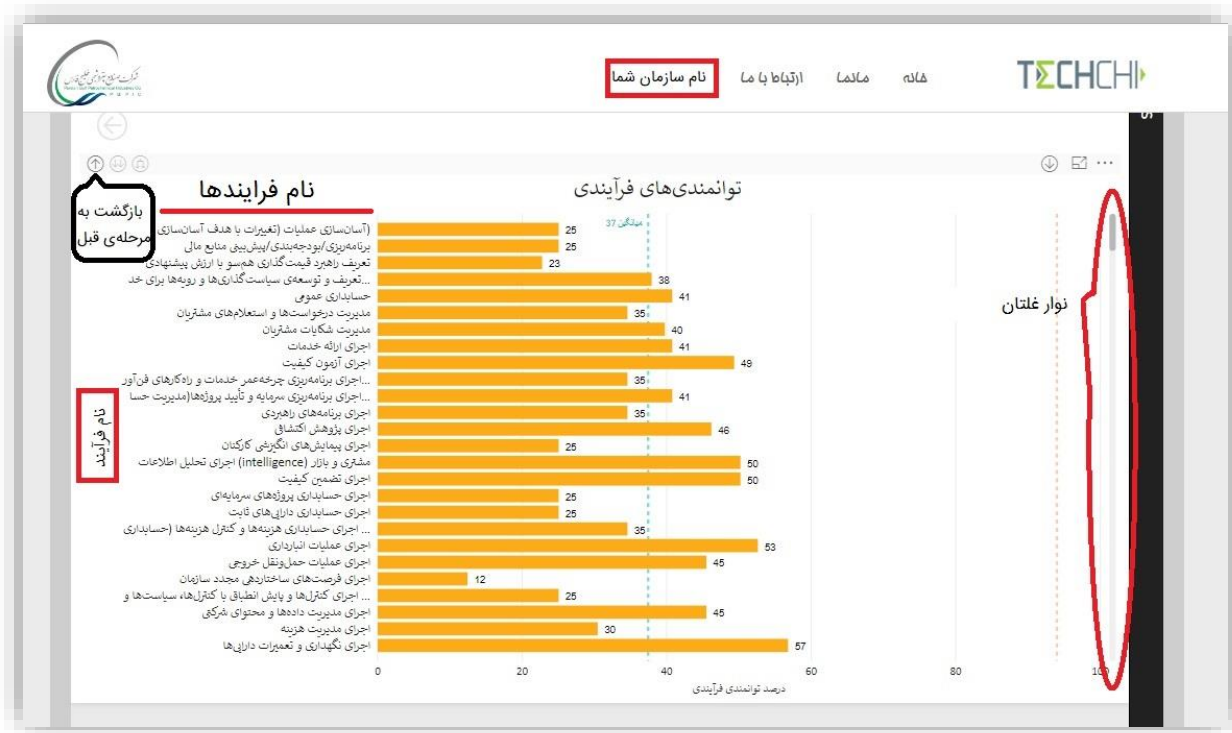 TECHCHI
خانه
مانما
ارتباط با ما
نام سازمان شما
S
نام فرایندها
توانمندی‌های فرآیندی
بازگشت به
مرحله‌ی قبل
میانگین 37
(آسان‌سازی عملیات (تغییرات با هدف آسان‌سازی 25
برنامه‌ریزی/بودجه‌بندی/پیش‌بینی منابع مالی 25
تعریف راهبرد قیمت‌گذاری هم‌سو با ارزش پیشنهادی 23
...تعریف و توسعه‌ی سیاست‌گذاری‌ها و رویه‌ها برای خد 38
حسابداری عمومی 41
مدیریت درخواست‌ها و استعلام‌های مشتریان 35
مدیریت شکایات مشتریان 40
اجرای ارائه خدمات 41
اجرای آزمون کیفیت 49
...اجرای برنامه‌ریزی چرخه‌عمر خدمات و راه‌کارهای فن‌آور 35
...اجرای برنامه‌ریزی سرمایه و تأیید پروژه‌ها(مدیریت حسا 41
اجرای برنامه‌های راهبردی 35
اجرای پژوهش اکتشافی 46
اجرای پیمایش‌های انگیزشی کارکنان 25
مشتری و بازار (intelligence) اجرای تحلیل اطلاعات 50
اجرای تضمین کیفیت 50
اجرای حسابداری پروژه‌های سرمایه‌ای 25
اجرای حسابداری دارایی‌های ثابت 25
... اجرای حسابداری هزینه‌ها و کنترل هزینه‌ها (حسابداری 35
اجرای عملیات انبارداری 53
اجرای عملیات حمل‌ونقل خروجی 45
اجرای فرصت‌های ساختاردهی مجدد سازمان 12
... اجرای کنترل‌ها و پایش انطباق با کنترل‌ها، سیاست‌ها و 25
اجرای مدیریت داده‌ها و محتوای شرکتی 45
اجرای مدیریت هزینه 30
اجرای نگهداری و تعمیرات دارایی‌ها 57
نوار غلتان
نام فرآیند
0 20 40 60 80 100
درصد توانمندی فرآیندی